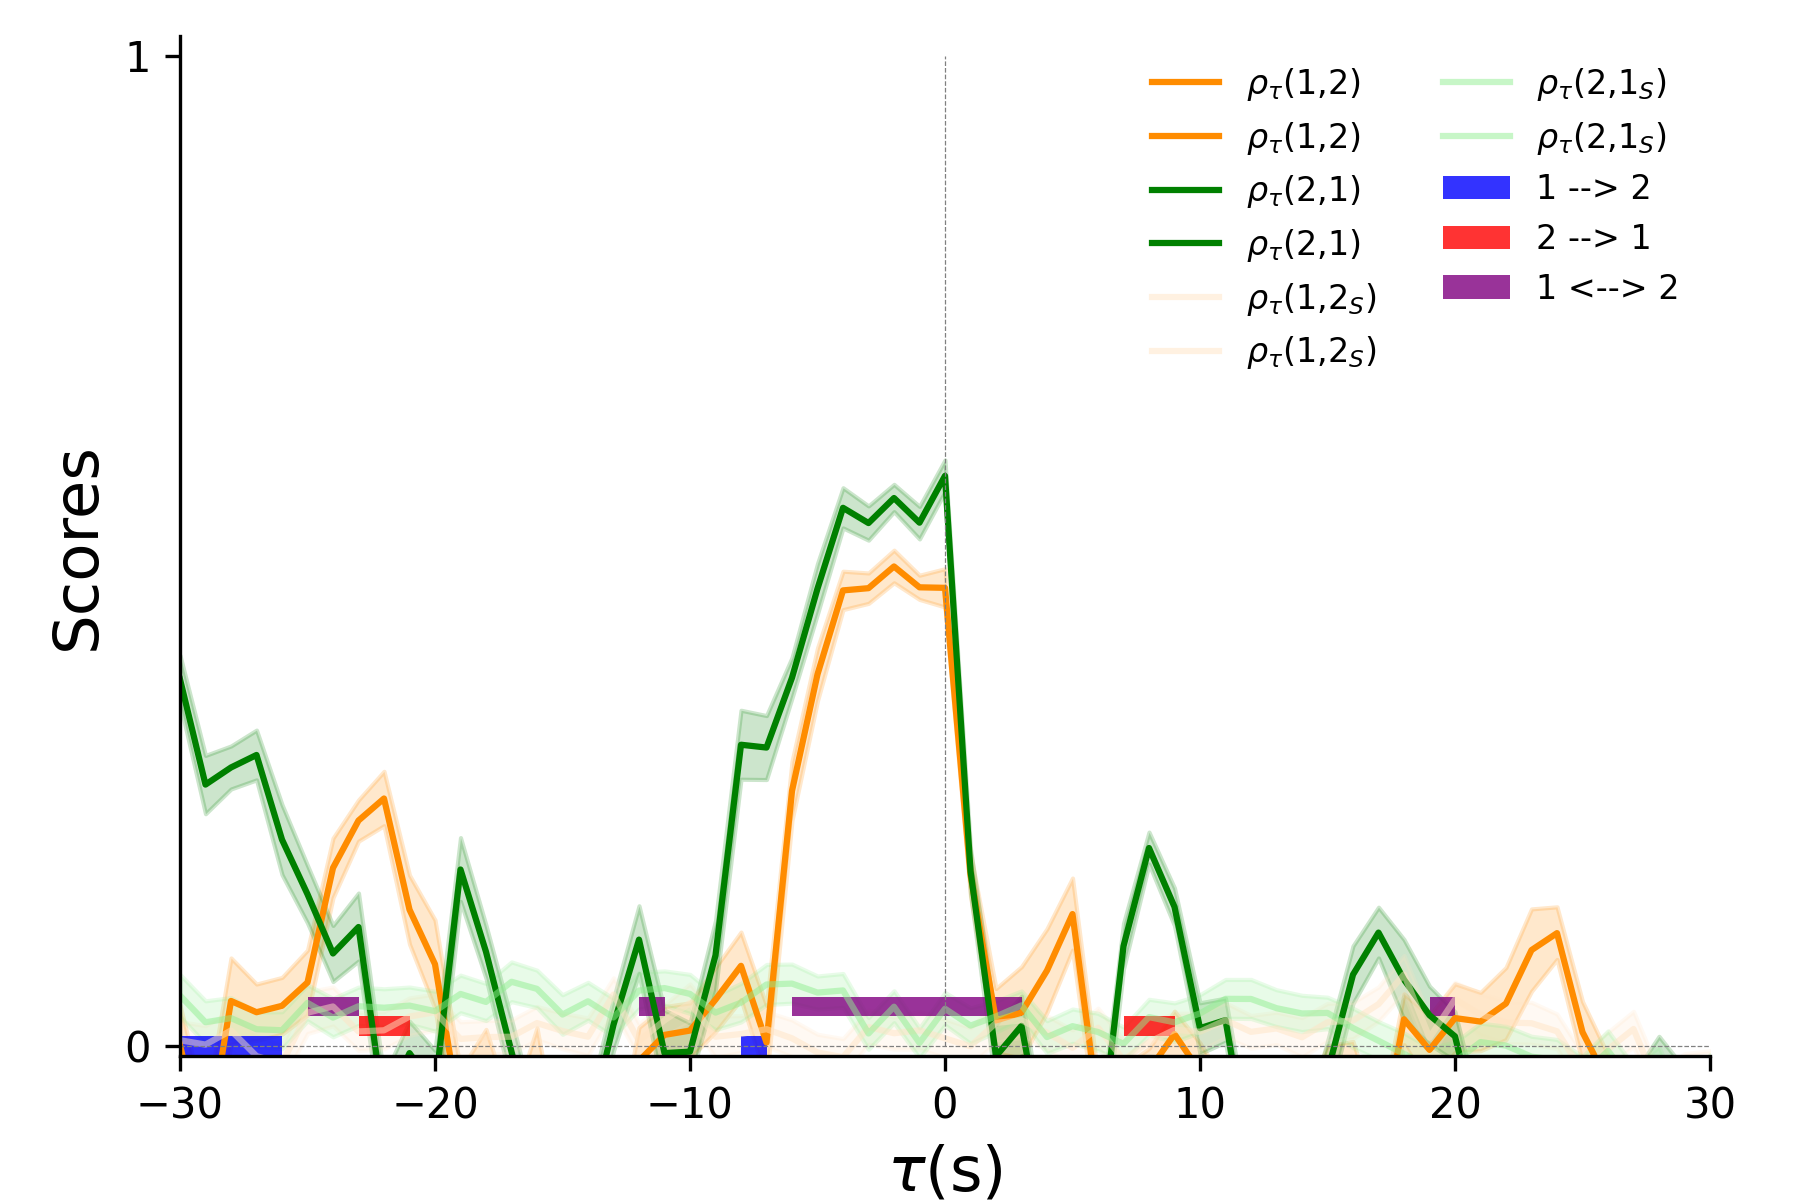 1
0
Scores
−30 −20 −10 0 10 20 30
τ(s)
ρτ(1,2)
ρτ(1,2)
ρτ(2,1)
ρτ(2,1)
ρτ(1,2S)
ρτ(1,2S)
ρτ(2,1S)
ρτ(2,1S)
1 --> 2
2 --> 1
1 <--> 2